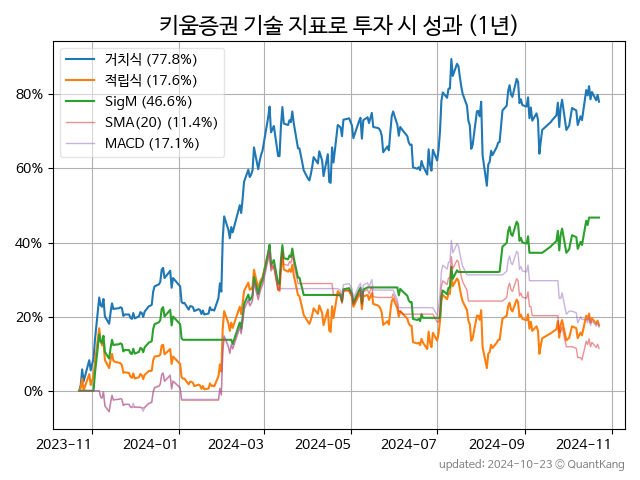 키움증권 기술 지표로 투자 시 성과 (1년)
거치식 (77.8%)
적립식 (17.6%)
SigM (46.6%)
SMA(20) (11.4%)
MACD (17.1%)
80%
60%
40%
20%
0%
2023-11 2024-01 2024-03 2024-05 2024-07 2024-09 2024-11
updated: 2024-10-23 © QuantKang